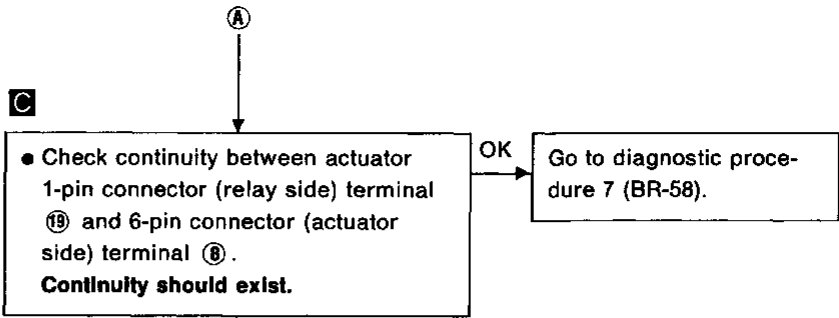 Ⓐ
C
● Check continuity between actuator
1-pin connector (relay side) terminal
⑲ and 6-pin connector (actuator
side) terminal ⑧.
Continuity should exist.
OK
Go to diagnostic proce-
dure 7 (BR-58).